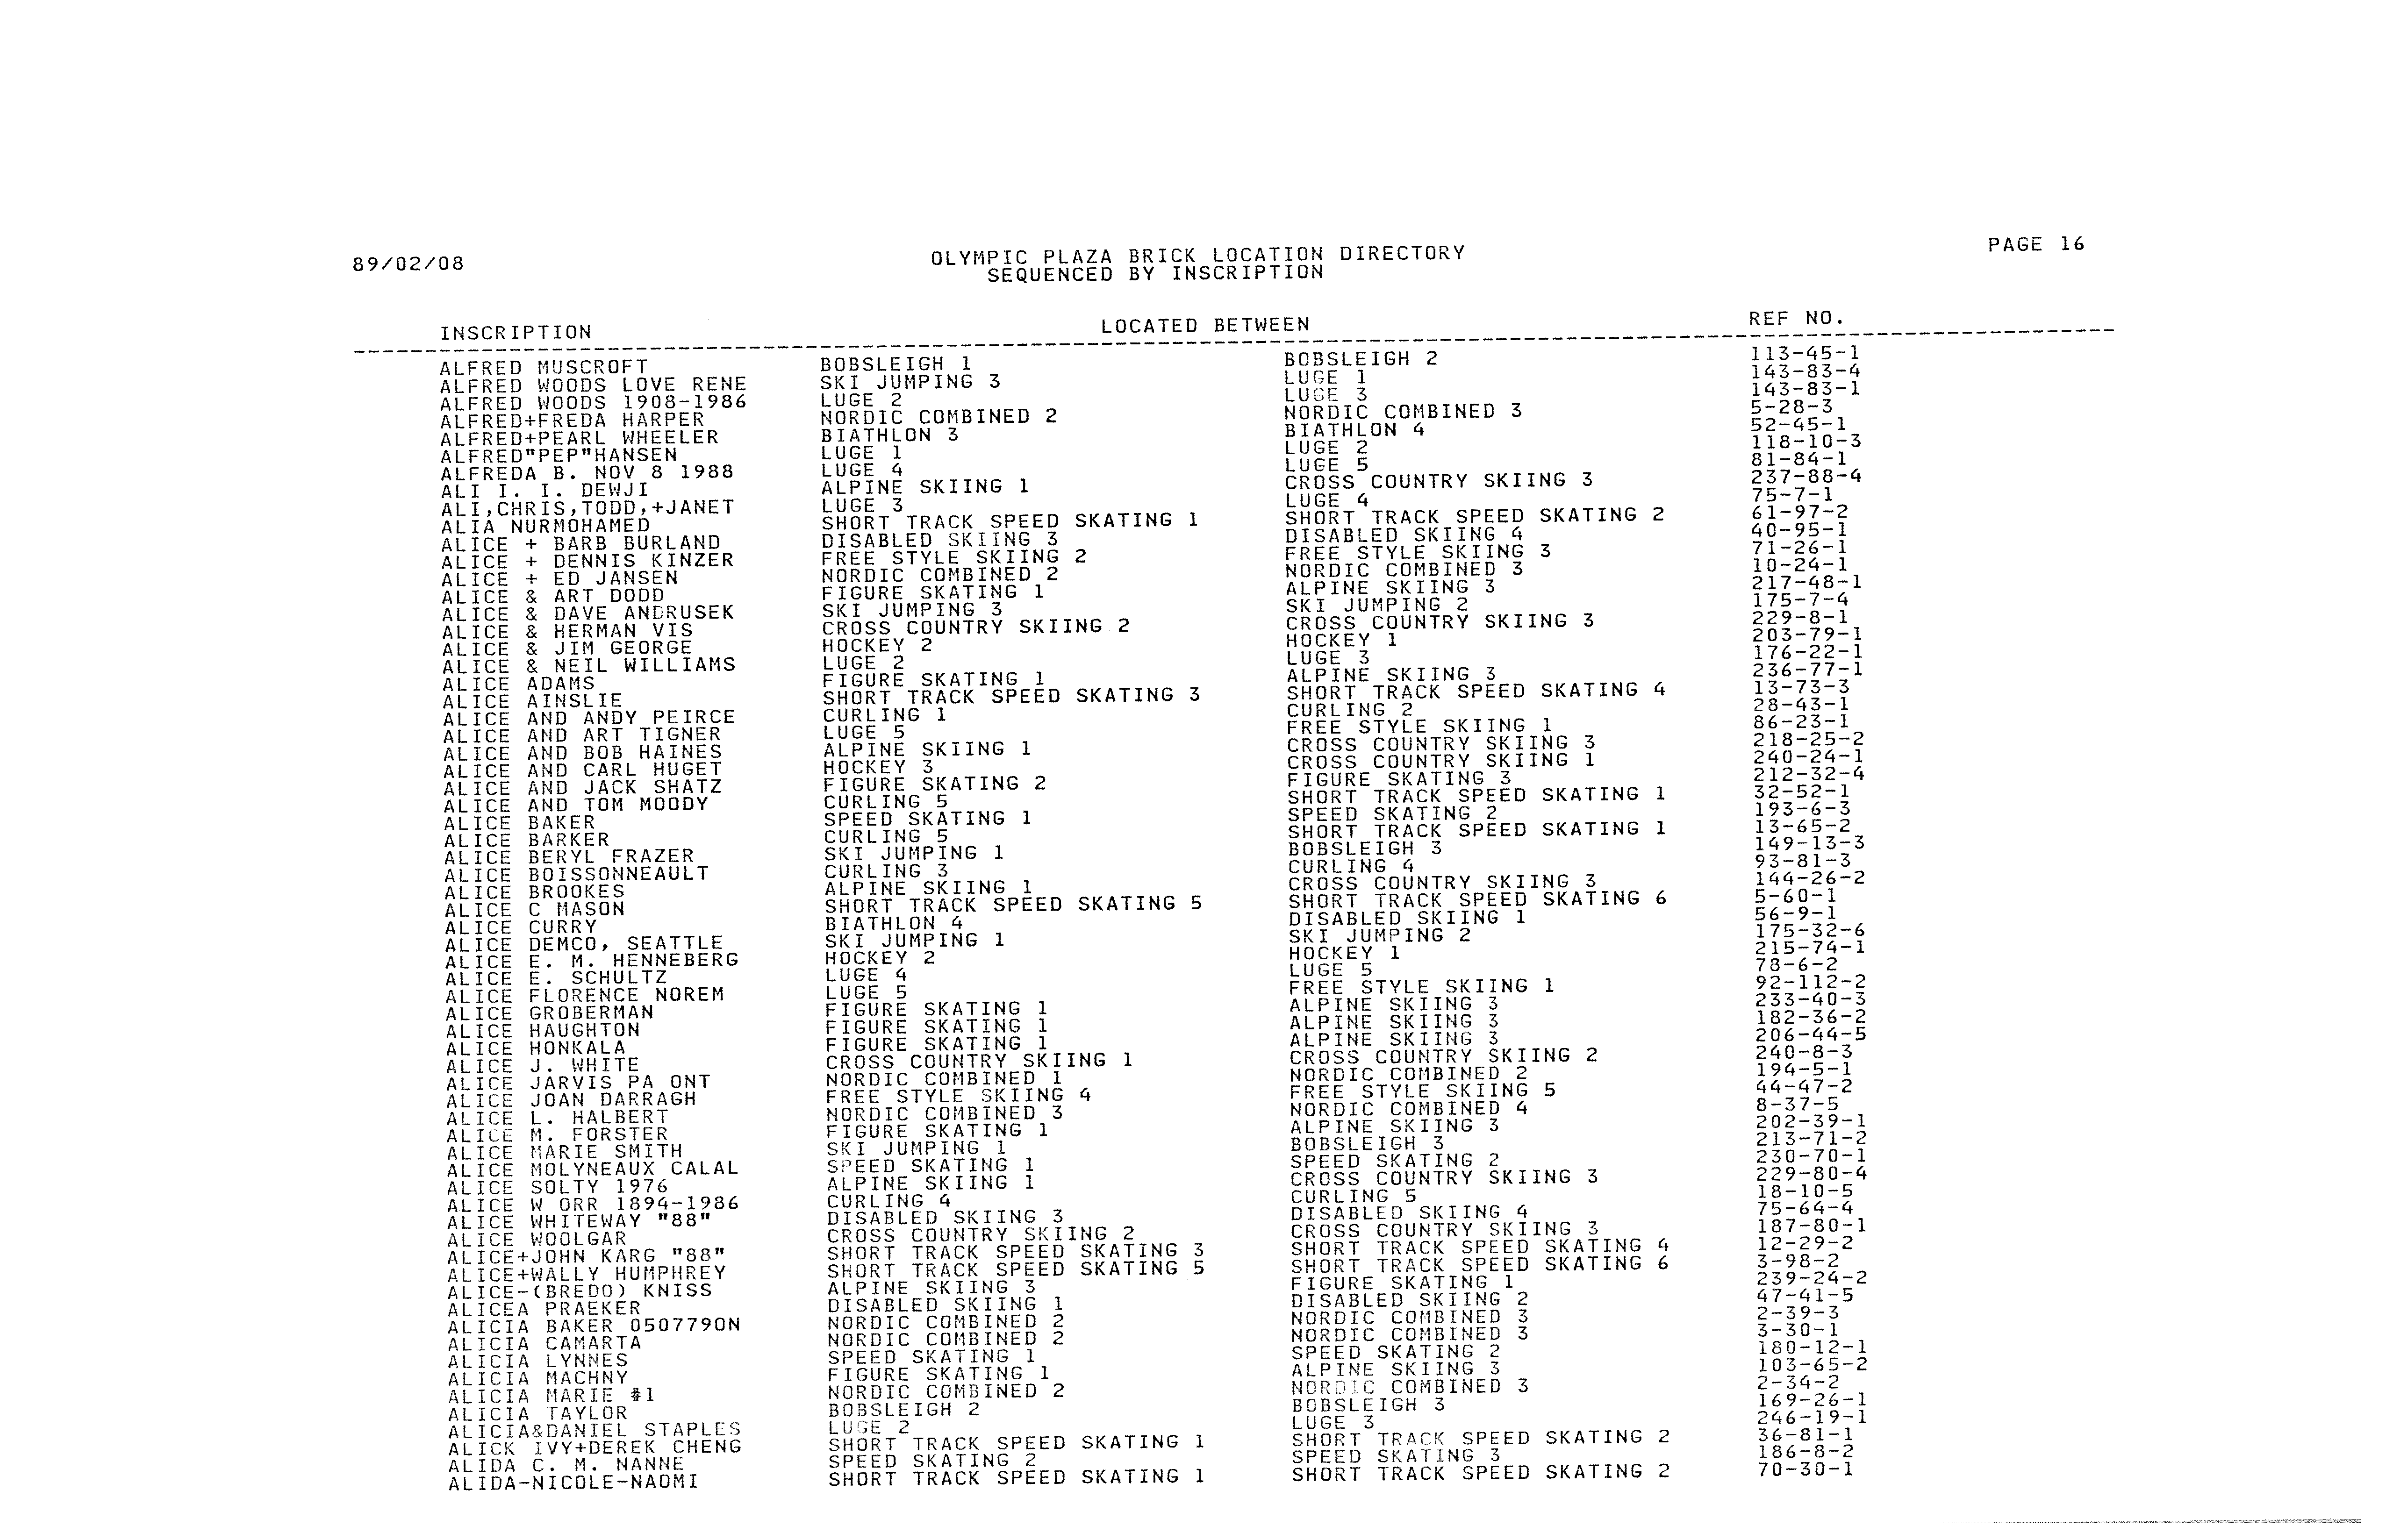 89/02/08 OLYMPIC PLAZA BRICK LOCATION DIRECTORY PAGE 16
SEQUENCED BY INSCRIPTION
INSCRIPTION LOCATED BETWEEN REF NO.
ALFRED MUSCROFT BOBSLEIGH 1 BOBSLEIGH 2 113-45-1
ALFRED WOODS LOVE RENE SKI JUMPING 3 LUGE 1 143-83-4
ALFRED WOODS 1908-1986 LUGE 2 LUGE 3 143-83-1
ALFRED+FREDA HARPER NORDIC COMBINED 2 NORDIC COMBINED 3 5-28-3
ALFRED+PEARL WHEELER BIATHLON 3 BIATHLON 4 52-45-1
ALFRED"PEP"HANSEN LUGE 1 LUGE 2 118-10-3
ALFREDA B. NOV 8 1988 LUGE 4 LUGE 5 81-84-1
ALI I. I. DEWJI ALPINE SKIING 1 CROSS COUNTRY SKIING 3 237-88-4
ALI,CHRIS,TODD,+JANET LUGE 3 LUGE 4 75-7-1
ALIA NURMOHAMED SHORT TRACK SPEED SKATING 1 SHORT TRACK SPEED SKATING 2 61-97-2
ALICE + BARB BURLAND DISABLED SKIING 3 DISABLED SKIING 4 40-95-1
ALICE + DENNIS KINZER FREE STYLE SKIING 2 FREE STYLE SKIING 3 71-26-1
ALICE + ED JANSEN NORDIC COMBINED 2 NORDIC COMBINED 3 10-24-1
ALICE & ART DODD FIGURE SKATING 1 ALPINE SKIING 3 217-48-1
ALICE & DAVE ANDRUSEK SKI JUMPING 3 SKI JUMPING 2 175-7-4
ALICE & HERMAN VIS CROSS COUNTRY SKIING 2 CROSS COUNTRY SKIING 3 229-8-1
ALICE & JIM GEORGE HOCKEY 2 HOCKEY 1 203-79-1
ALICE & NEIL WILLIAMS LUGE 2 LUGE 3 176-22-1
ALICE ADAMS FIGURE SKATING 1 ALPINE SKIING 3 236-77-1
ALICE AINSLIE SHORT TRACK SPEED SKATING 3 SHORT TRACK SPEED SKATING 4 13-73-3
ALICE AND ANDY PEIRCE CURLING 1 CURLING 2 28-43-1
ALICE AND ART TIGNER LUGE 5 FREE STYLE SKIING 1 86-23-1
ALICE AND BOB HAINES ALPINE SKIING 1 CROSS COUNTRY SKIING 3 218-25-2
ALICE AND CARL HUGET HOCKEY 3 CROSS COUNTRY SKIING 1 240-24-1
ALICE AND JACK SHATZ FIGURE SKATING 2 FIGURE SKATING 3 212-32-4
ALICE AND TOM MOODY CURLING 5 SHORT TRACK SPEED SKATING 1 32-52-1
ALICE BAKER SPEED SKATING 1 SPEED SKATING 2 193-6-3
ALICE BARKER CURLING 5 SHORT TRACK SPEED SKATING 1 13-65-2
ALICE BERYL FRAZER SKI JUMPING 1 BOBSLEIGH 3 149-13-3
ALICE BOISSONNEAULT CURLING 3 CURLING 4 93-81-3
ALICE BROOKES ALPINE SKIING 1 CROSS COUNTRY SKIING 3 144-26-2
ALICE C MASON SHORT TRACK SPEED SKATING 5 SHORT TRACK SPEED SKATING 6 5-60-1
ALICE CURRY BIATHLON 4 DISABLED SKIING 1 56-9-1
ALICE DEMCO, SEATTLE SKI JUMPING 1 SKI JUMPING 2 175-32-6
ALICE E. M. HENNEBERG HOCKEY 2 HOCKEY 1 215-74-1
ALICE E. SCHULTZ LUGE 4 LUGE 5 78-6-2
ALICE FLORENCE NOREM LUGE 5 FREE STYLE SKIING 1 92-112-2
ALICE GROBERMAN FIGURE SKATING 1 ALPINE SKIING 3 233-40-3
ALICE HAUGHTON FIGURE SKATING 1 ALPINE SKIING 3 182-36-2
ALICE HONKALA FIGURE SKATING 1 ALPINE SKIING 3 206-44-5
ALICE J. WHITE CROSS COUNTRY SKIING 1 CROSS COUNTRY SKIING 2 240-8-3
ALICE JARVIS PA ONT NORDIC COMBINED 1 NORDIC COMBINED 2 194-5-1
ALICE JOAN DARRAGH FREE STYLE SKIING 4 FREE STYLE SKIING 5 44-47-2
ALICE L. HALBERT NORDIC COMBINED 3 NORDIC COMBINED 4 8-37-5
ALICE M. FORSTER FIGURE SKATING 1 ALPINE SKIING 3 202-39-1
ALICE MARIE SMITH SKI JUMPING 1 BOBSLEIGH 3 213-71-2
ALICE MOLYNEAUX CALAL SPEED SKATING 1 SPEED SKATING 2 230-70-1
ALICE SOLTY 1976 ALPINE SKIING 1 CROSS COUNTRY SKIING 3 229-80-4
ALICE W ORR 1894-1986 CURLING 4 CURLING 5 18-10-5
ALICE WHITEWAY "88" DISABLED SKIING 3 DISABLED SKIING 4 75-64-4
ALICE WOOLGAR CROSS COUNTRY SKIING 2 CROSS COUNTRY SKIING 3 187-80-1
ALICE+JOHN KARG "88" SHORT TRACK SPEED SKATING 3 SHORT TRACK SPEED SKATING 4 12-29-2
ALICE+WALLY HUMPHREY SHORT TRACK SPEED SKATING 5 SHORT TRACK SPEED SKATING 6 3-98-2
ALICE-(BREDO) KNISS ALPINE SKIING 3 FIGURE SKATING 1 239-24-2
ALICEA PRAEKER DISABLED SKIING 1 DISABLED SKIING 2 47-41-5
ALICIA BAKER 050779ON NORDIC COMBINED 2 NORDIC COMBINED 3 2-39-3
ALICIA CAMARTA NORDIC COMBINED 2 NORDIC COMBINED 3 3-30-1
ALICIA LYNNES SPEED SKATING 1 SPEED SKATING 2 180-12-1
ALICIA MACHNY FIGURE SKATING 1 ALPINE SKIING 3 103-65-2
ALICIA MARIE #1 NORDIC COMBINED 2 NORDIC COMBINED 3 2-34-2
ALICIA TAYLOR BOBSLEIGH 2 BOBSLEIGH 3 169-26-1
ALICIA&DANIEL STAPLES LUGE 2 LUGE 3 246-19-1
ALICK IVY+DEREK CHENG SHORT TRACK SPEED SKATING 1 SHORT TRACK SPEED SKATING 2 36-81-1
ALIDA C. M. NANNE SPEED SKATING 2 SPEED SKATING 3 186-8-2
ALIDA-NICOLE-NAOMI SHORT TRACK SPEED SKATING 1 SHORT TRACK SPEED SKATING 2 70-30-1